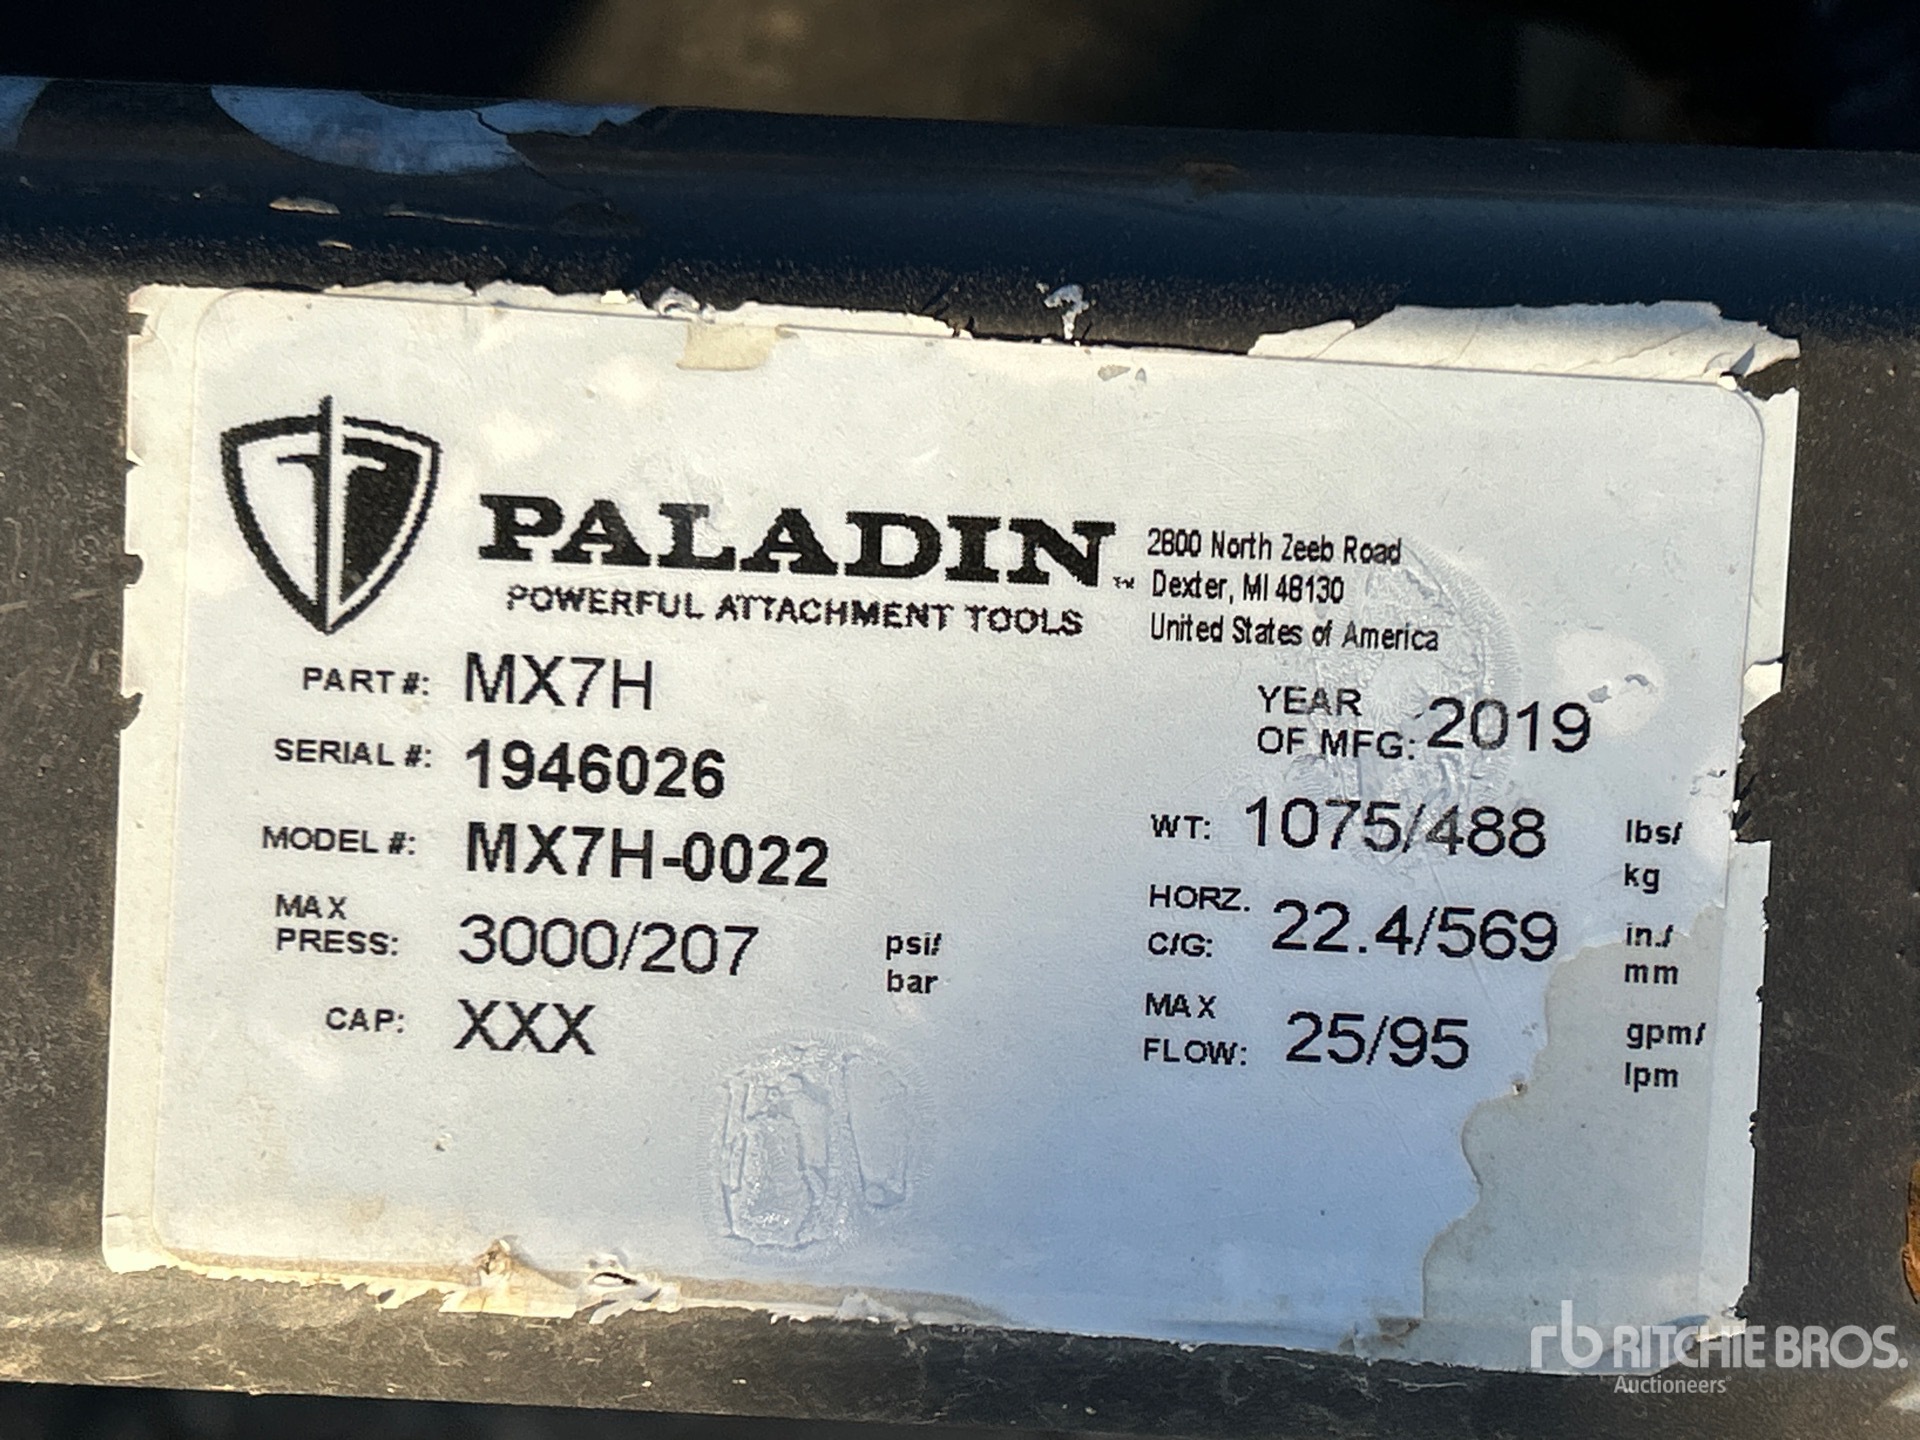 PALADIN™
POWERFUL ATTACHMENT TOOLS
2800 North Zeeb Road
Dexter, MI 48130
United States of America
PART #: MX7H
SERIAL #: 1946026
MODEL #: MX7H-0022
MAX
PRESS: 3000/207 psi/
bar
CAP: XXX
YEAR
OF MFG: 2019
WT: 1075/488 lbs/
kg
HORZ.
C/G: 22.4/569 in./
mm
MAX
FLOW: 25/95 gpm/
lpm
rb RITCHIE BROS.
Auctioneers